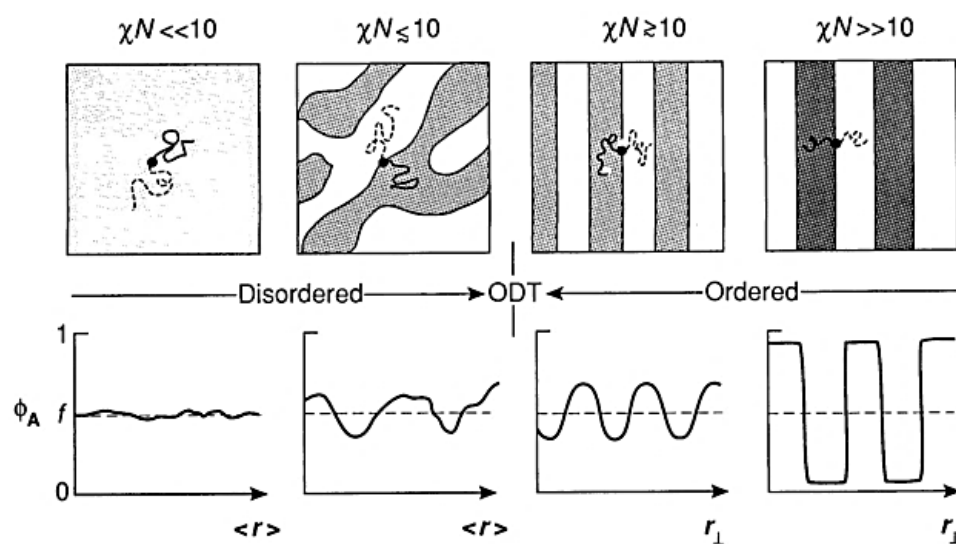 χN<<10 χN≲10 χN≳10 χN>>10
Disordered ODT Ordered
1
ϕA f
0
<r> <r> r⊥ r⊥